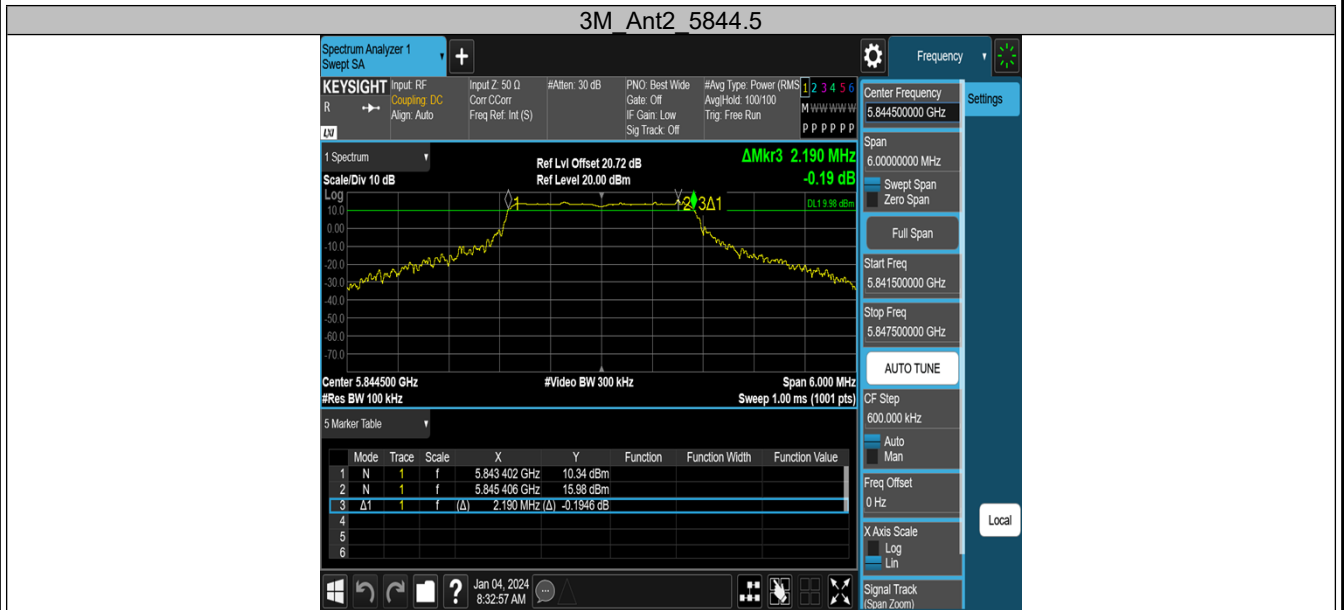 3M_Ant2_5844.5
Spectrum Analyzer 1
Swept SA
+
Frequency
KEYSIGHT
R
LXI
Input: RF
Coupling: DC
Align: Auto
Input Z: 50 Ω
Corr CCorr
Freq Ref: Int (S)
#Atten: 30 dB
PNO: Best Wide
Gate: Off
IF Gain: Low
Sig Track: Off
#Avg Type: Power (RMS
Avg|Hold: 100/100
Trig: Free Run
1 2 3 4 5 6
M W W W W W
P P P P P P
Center Frequency
5.844500000 GHz
Settings
Span
6.00000000 MHz
Swept Span
Zero Span
Full Span
Start Freq
5.841500000 GHz
Stop Freq
5.847500000 GHz
AUTO TUNE
CF Step
600.000 kHz
Auto
Man
Freq Offset
0 Hz
X Axis Scale
Log
Lin
Signal Track
(Span Zoom)
Local
1 Spectrum
Scale/Div 10 dB
Ref Lvl Offset 20.72 dB
Ref Level 20.00 dBm
ΔMkr3 2.190 MHz
-0.19 dB
Log
10.0
0.00
-10.0
-20.0
-30.0
-40.0
-50.0
-60.0
-70.0
1
2
3Δ1
DL1 9.98 dBm
Center 5.844500 GHz
#Video BW 300 kHz
Span 6.000 MHz
#Res BW 100 kHz
Sweep 1.00 ms (1001 pts)
5 Marker Table
Mode Trace Scale X Y Function Function Width Function Value
1 N 1 f 5.843 402 GHz 10.34 dBm
2 N 1 f 5.845 406 GHz 15.98 dBm
3 Δ1 1 f (Δ) 2.190 MHz (Δ) -0.1946 dB
4
5
6
?
Jan 04, 2024
8:32:57 AM